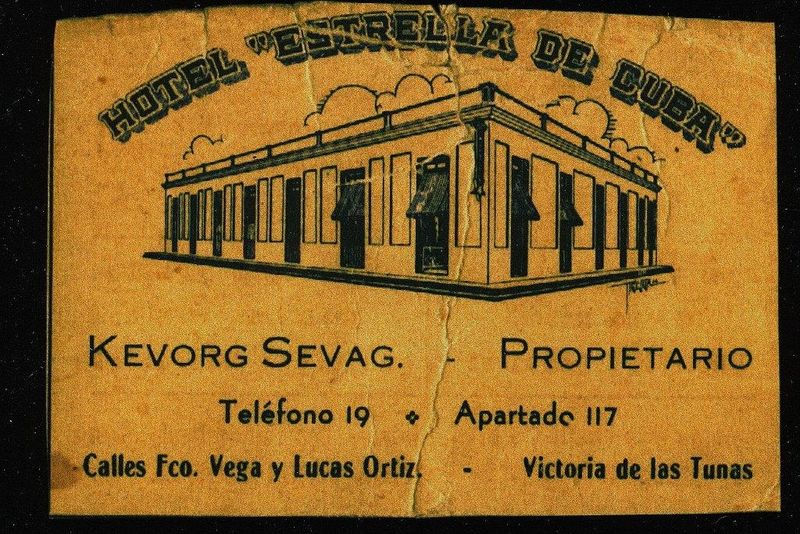 HOTEL "ESTRELLA DE CUBA"
KEVORG SEVAG. - PROPIETARIO
Teléfono 19 + Apartado 117
Calles Fco. Vega y Lucas Ortiz. - Victoria de las Tunas